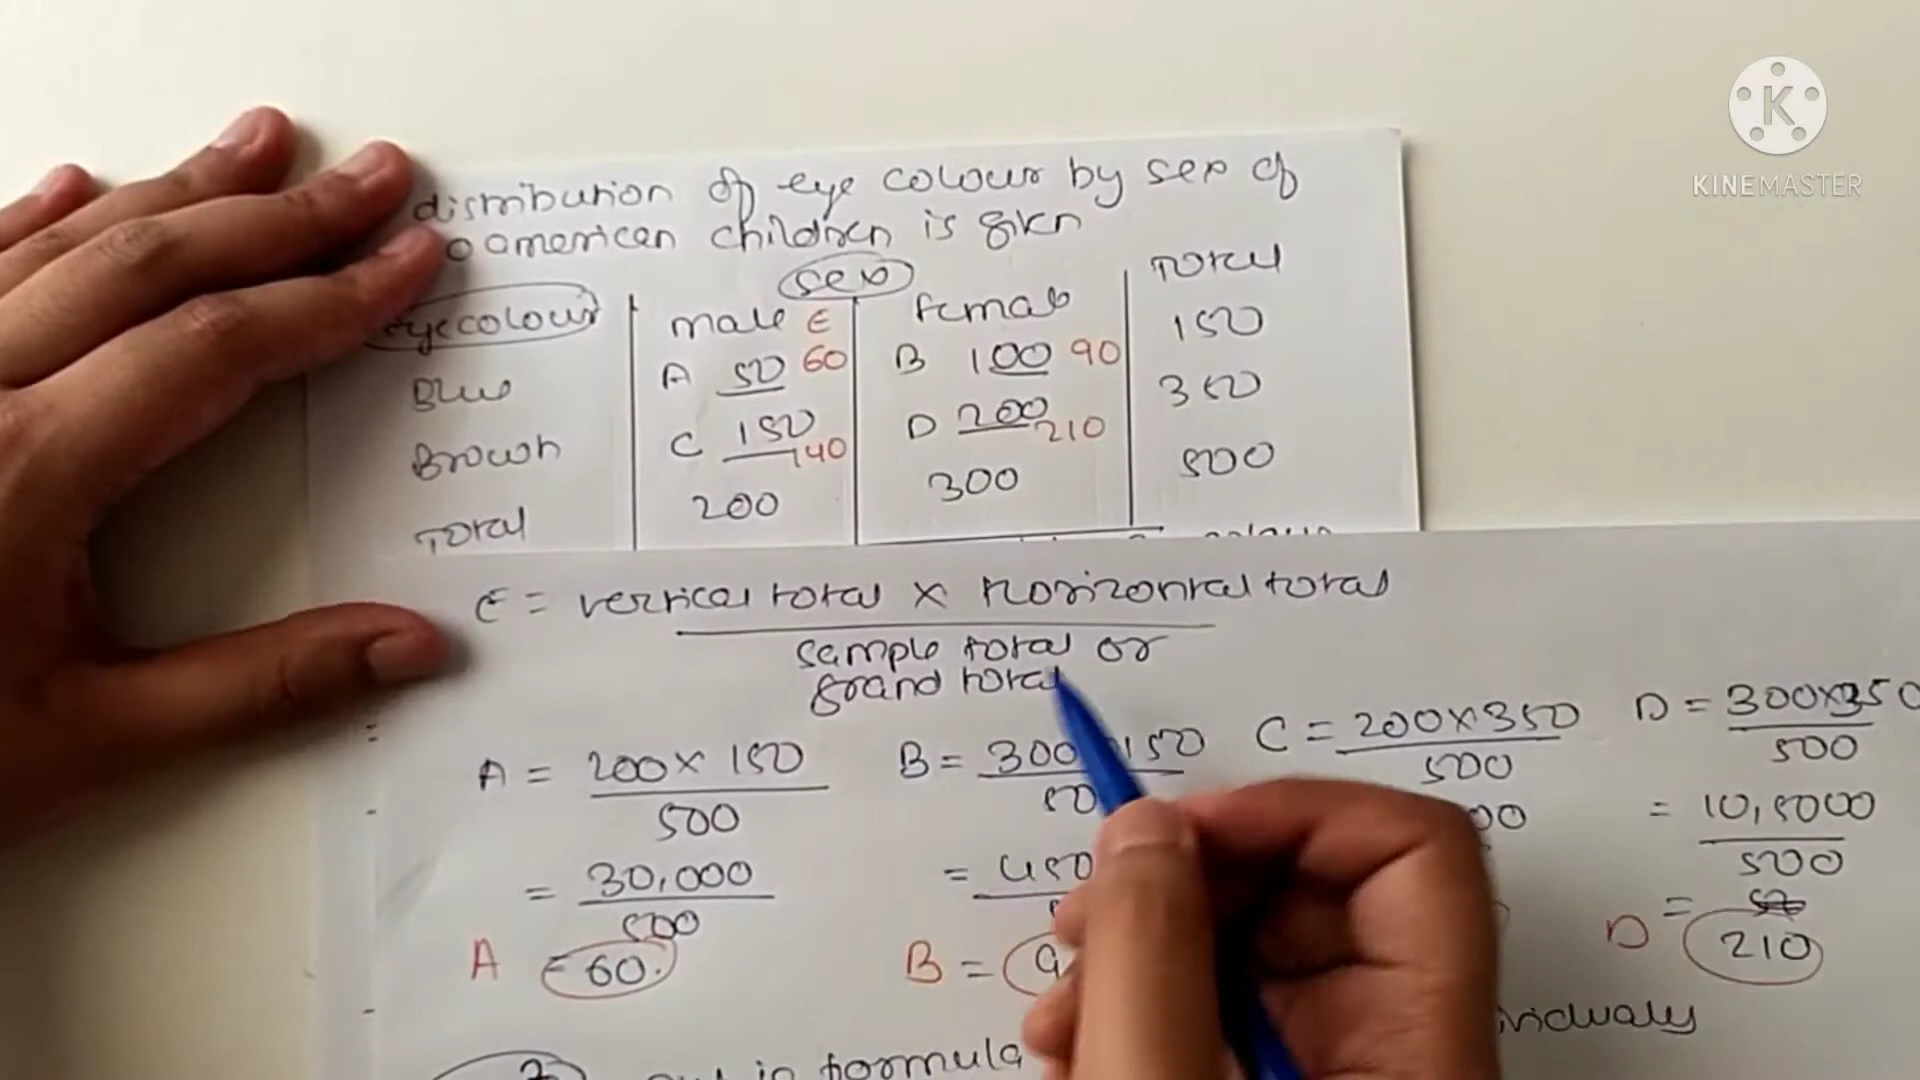 KINEMASTER
distribution of eye colour by sex of
american children is given
sex
eye colour male E female Total
Blue A 50 60 B 100 90 150
Brown C 150 140 D 200 210 350
Total 200 300 500
E = vertical total × horizontal total
sample total or
grand total
A = 200 × 150 B = 300 150 C = 200×350 D = 300×350
500 500 500
= 30,000 = 450 = 10,5000
500 500
A = 60. B = D = 210
in formula